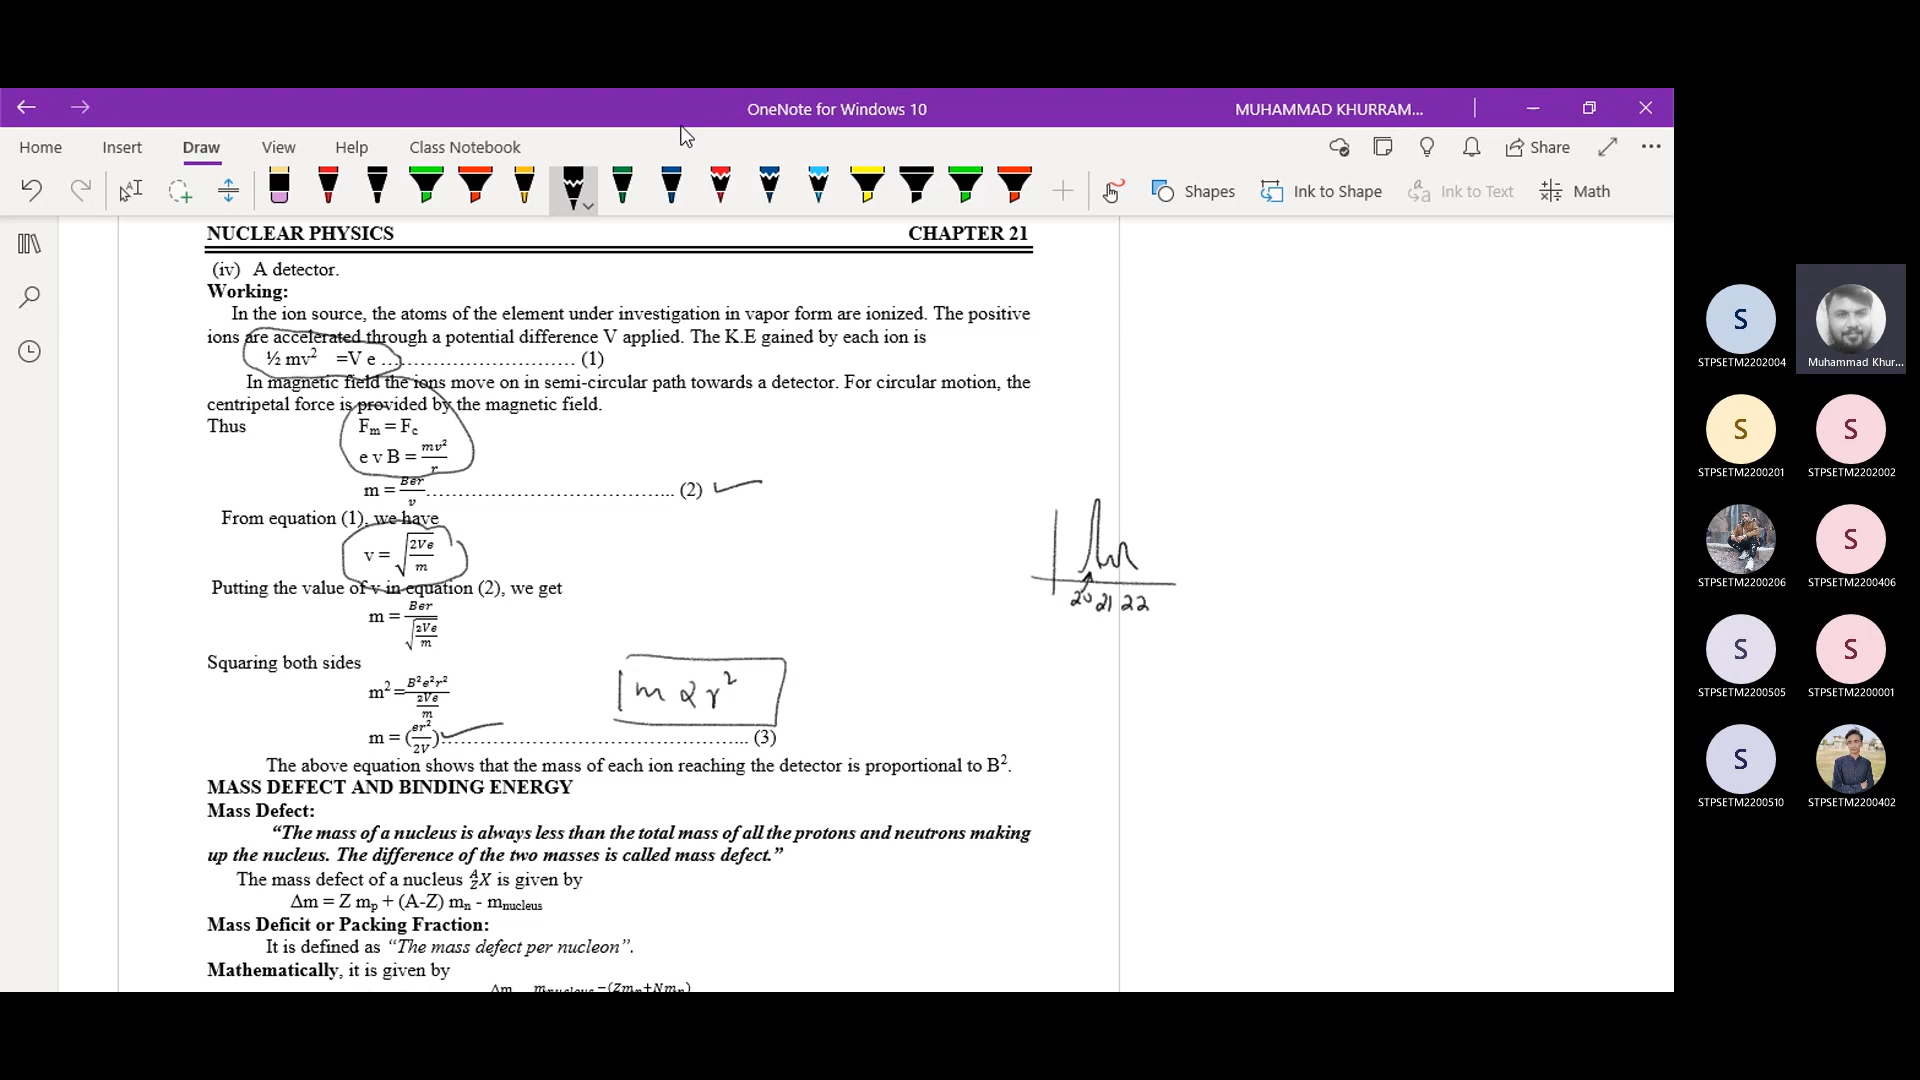 OneNote for Windows 10
MUHAMMAD KHURRAM...
Home Insert Draw View Help Class Notebook
Share
Shapes Ink to Shape Ink to Text Math
NUCLEAR PHYSICS CHAPTER 21
(iv) A detector.
Working:
In the ion source, the atoms of the element under investigation in vapor form are ionized. The positive
ions are accelerated through a potential difference V applied. The K.E gained by each ion is
½ mv² =V e ............................ (1)
In magnetic field the ions move on in semi-circular path towards a detector. For circular motion, the
centripetal force is provided by the magnetic field.
Thus Fₘ = F꜀
e v B = mv²/r
m = Ber/v ……………………………….. (2)
From equation (1), we have
v = √(2Ve/m)
20 21 22
Putting the value of v in equation (2), we get
m = Ber/√(2Ve/m)
Squaring both sides
m² = B²e²r²/(2Ve/m)
m α r²
m = (er²/2V) ……………………………………….. (3)
The above equation shows that the mass of each ion reaching the detector is proportional to B².
MASS DEFECT AND BINDING ENERGY
Mass Defect:
“The mass of a nucleus is always less than the total mass of all the protons and neutrons making
up the nucleus. The difference of the two masses is called mass defect.”
The mass defect of a nucleus ᴬ_ZX is given by
Δm = Z mₚ + (A-Z) mₙ - m_nucleus
Mass Deficit or Packing Fraction:
It is defined as “The mass defect per nucleon”.
Mathematically, it is given by
Δm m_nucleus −(Zmₚ+Nmₙ)
S
STPSETM2202004 Muhammad Khur...
S S
STPSETM2200201 STPSETM2202002
S
STPSETM2200206 STPSETM2200406
S S
STPSETM2200505 STPSETM2200001
S
STPSETM2200510 STPSETM2200402